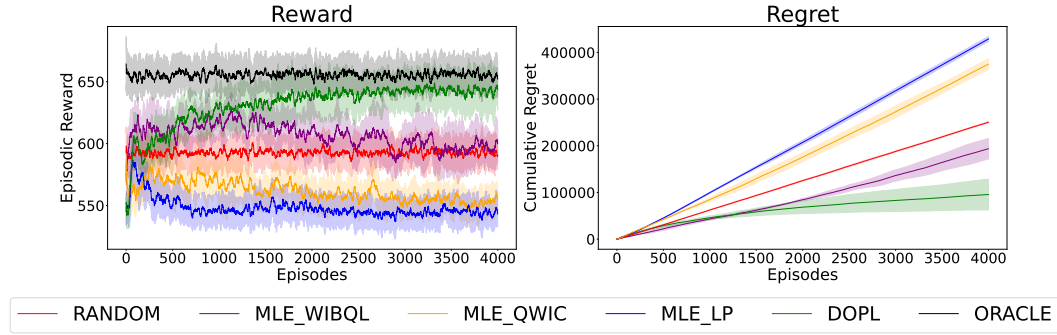 Reward
Episodic Reward
650
600
550
0 500 1000 1500 2000 2500 3000 3500 4000
Episodes
Regret
Cumulative Regret
400000
300000
200000
100000
0
0 500 1000 1500 2000 2500 3000 3500 4000
Episodes
RANDOM MLE_WIBQL MLE_QWIC MLE_LP DOPL ORACLE